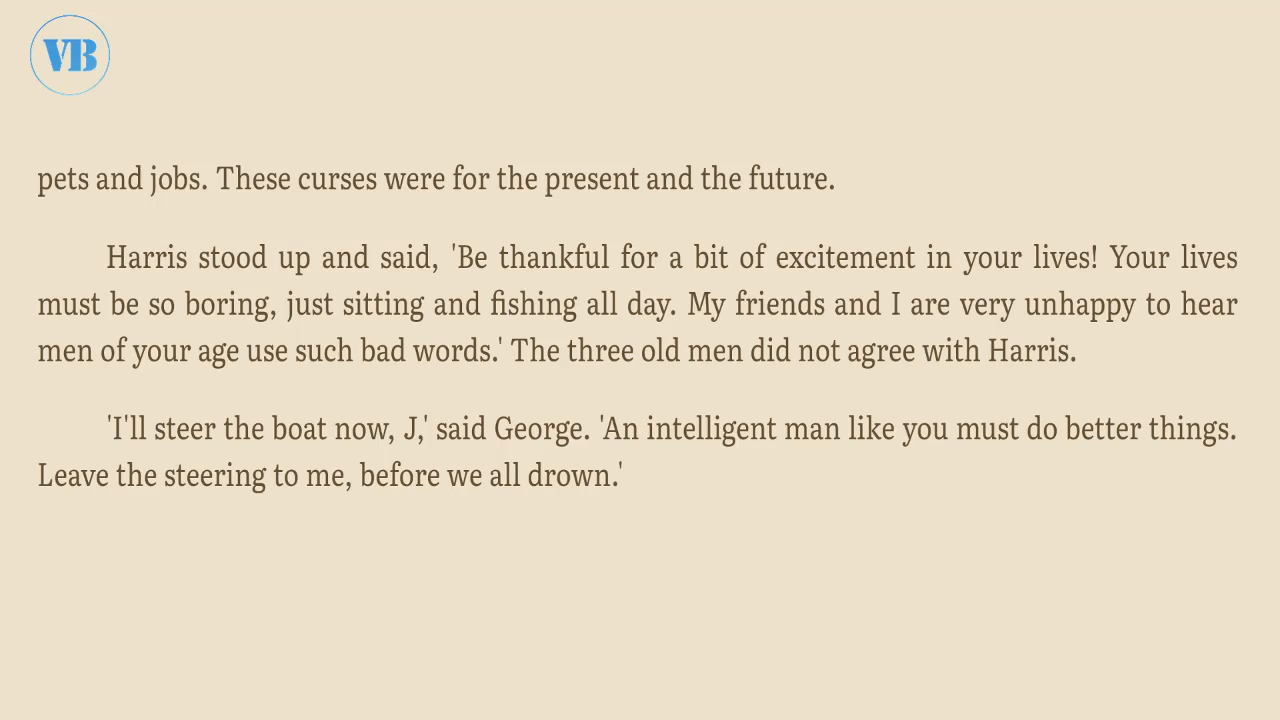 VB
pets and jobs. These curses were for the present and the future.
Harris stood up and said, 'Be thankful for a bit of excitement in your lives! Your lives
must be so boring, just sitting and fishing all day. My friends and I are very unhappy to hear
men of your age use such bad words.' The three old men did not agree with Harris.
'I'll steer the boat now, J,' said George. 'An intelligent man like you must do better things.
Leave the steering to me, before we all drown.'